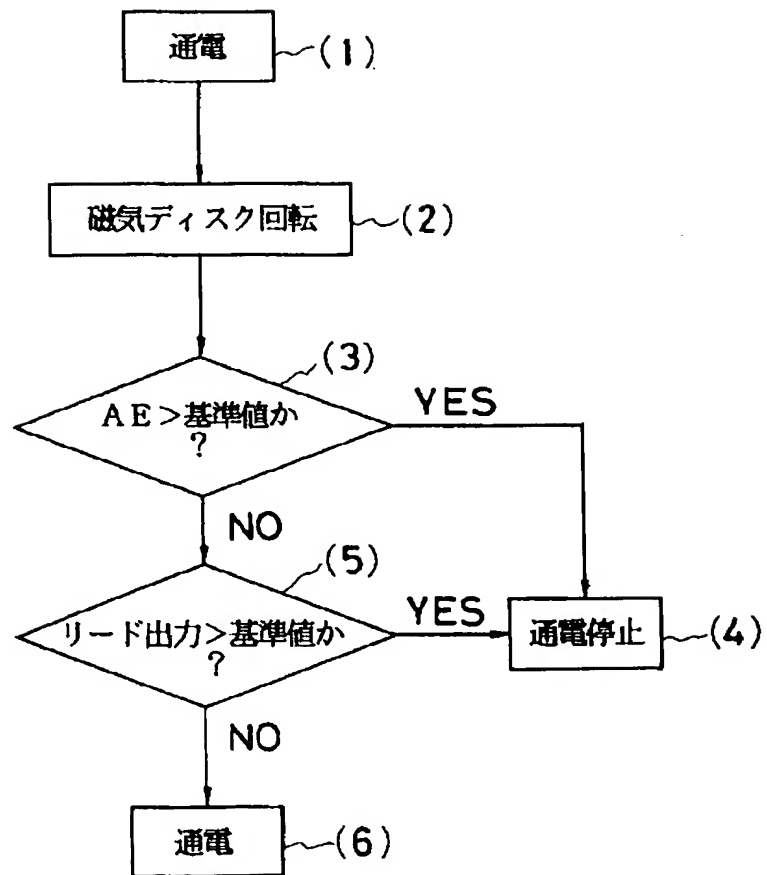 通電
(1)
磁気ディスク回転
(2)
(3)
AE>基準値か
?
YES
NO
(5)
リード出力>基準値か
?
YES
通電停止
(4)
NO
通電
(6)